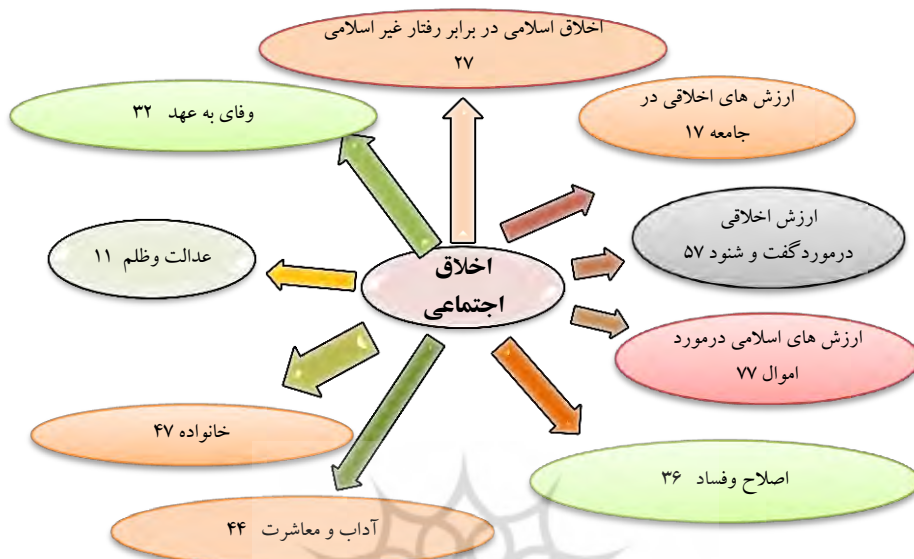 اخلاق اسلامی در برابر رفتار غیر اسلامی
۲۷
ارزش های اخلاقی در
جامعه ۱۷
وفای به عهد ۳۲
ارزش اخلاقی
درمورد گفت و شنود ۵۷
عدالت وظلم ۱۱
اخلاق
اجتماعی
ارزش های اسلامی درمورد
اموال ۷۷
خانواده ۴۷
اصلاح وفساد ۳۶
آداب و معاشرت ۴۴